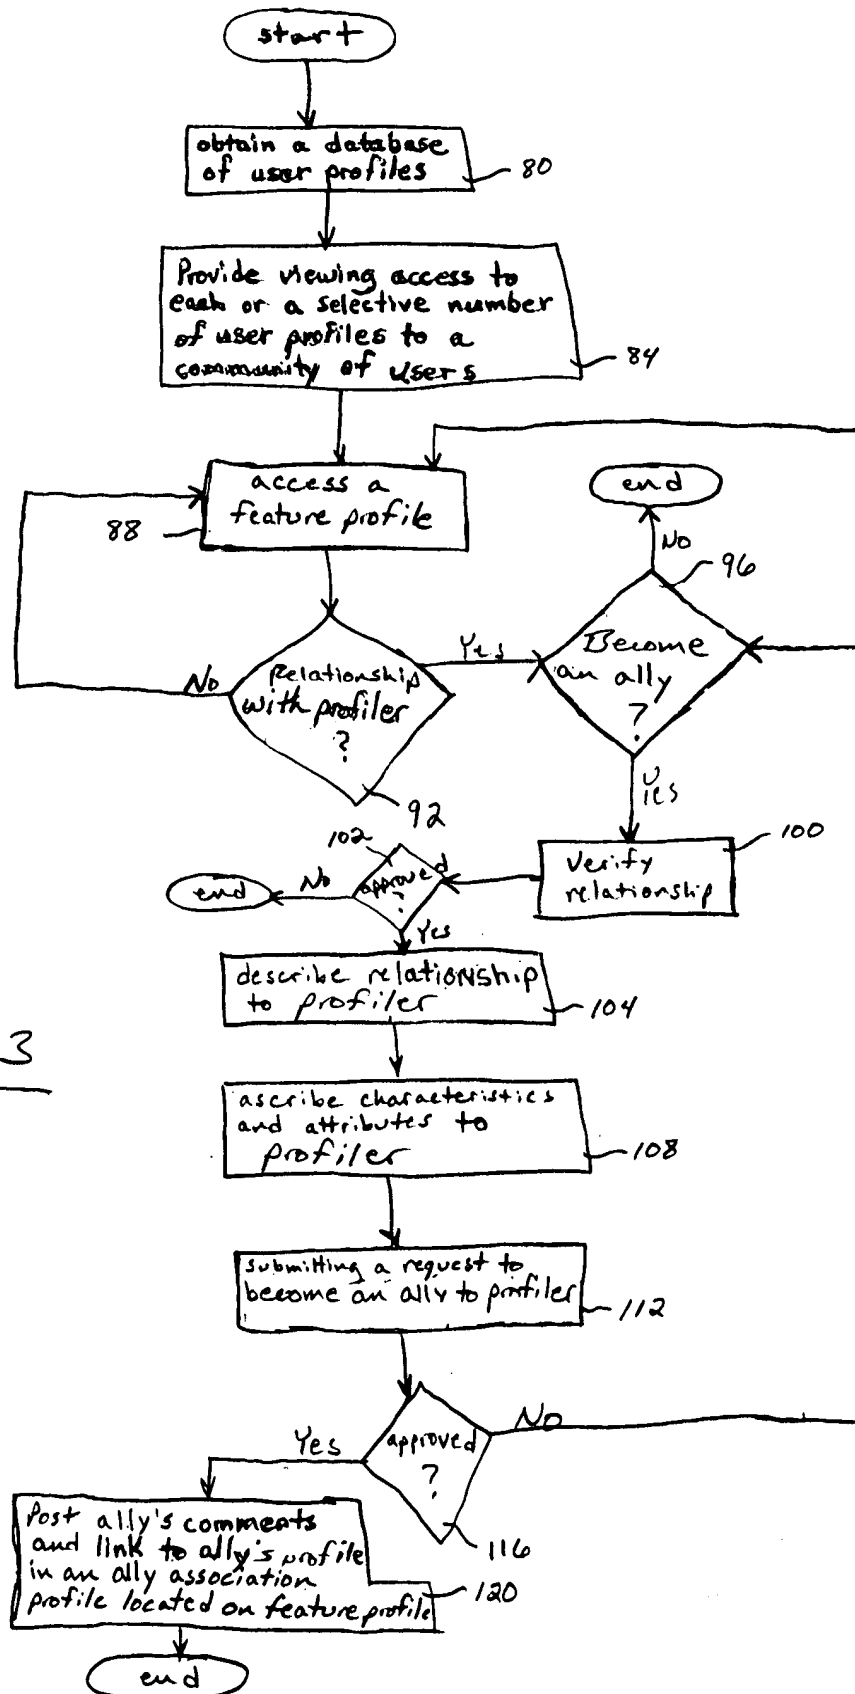 start
obtain a database
of user profiles
80
Provide viewing access to
each or a selective number
of user profiles to a
community of users
84
access a
feature profile
88
end
No
96
Become
an ally
?
Yes
No
Relationship
with profiler
?
92
Yes
100
Verify
relationship
102
approved
?
No
end
Yes
describe relationship
to profiler
104
3
ascribe characteristics
and attributes to
profiler
108
submitting a request to
become an ally to profiler
112
approved
?
No
Yes
116
Post ally's comments
and link to ally's profile
in an ally association
profile located on feature profile
120
end